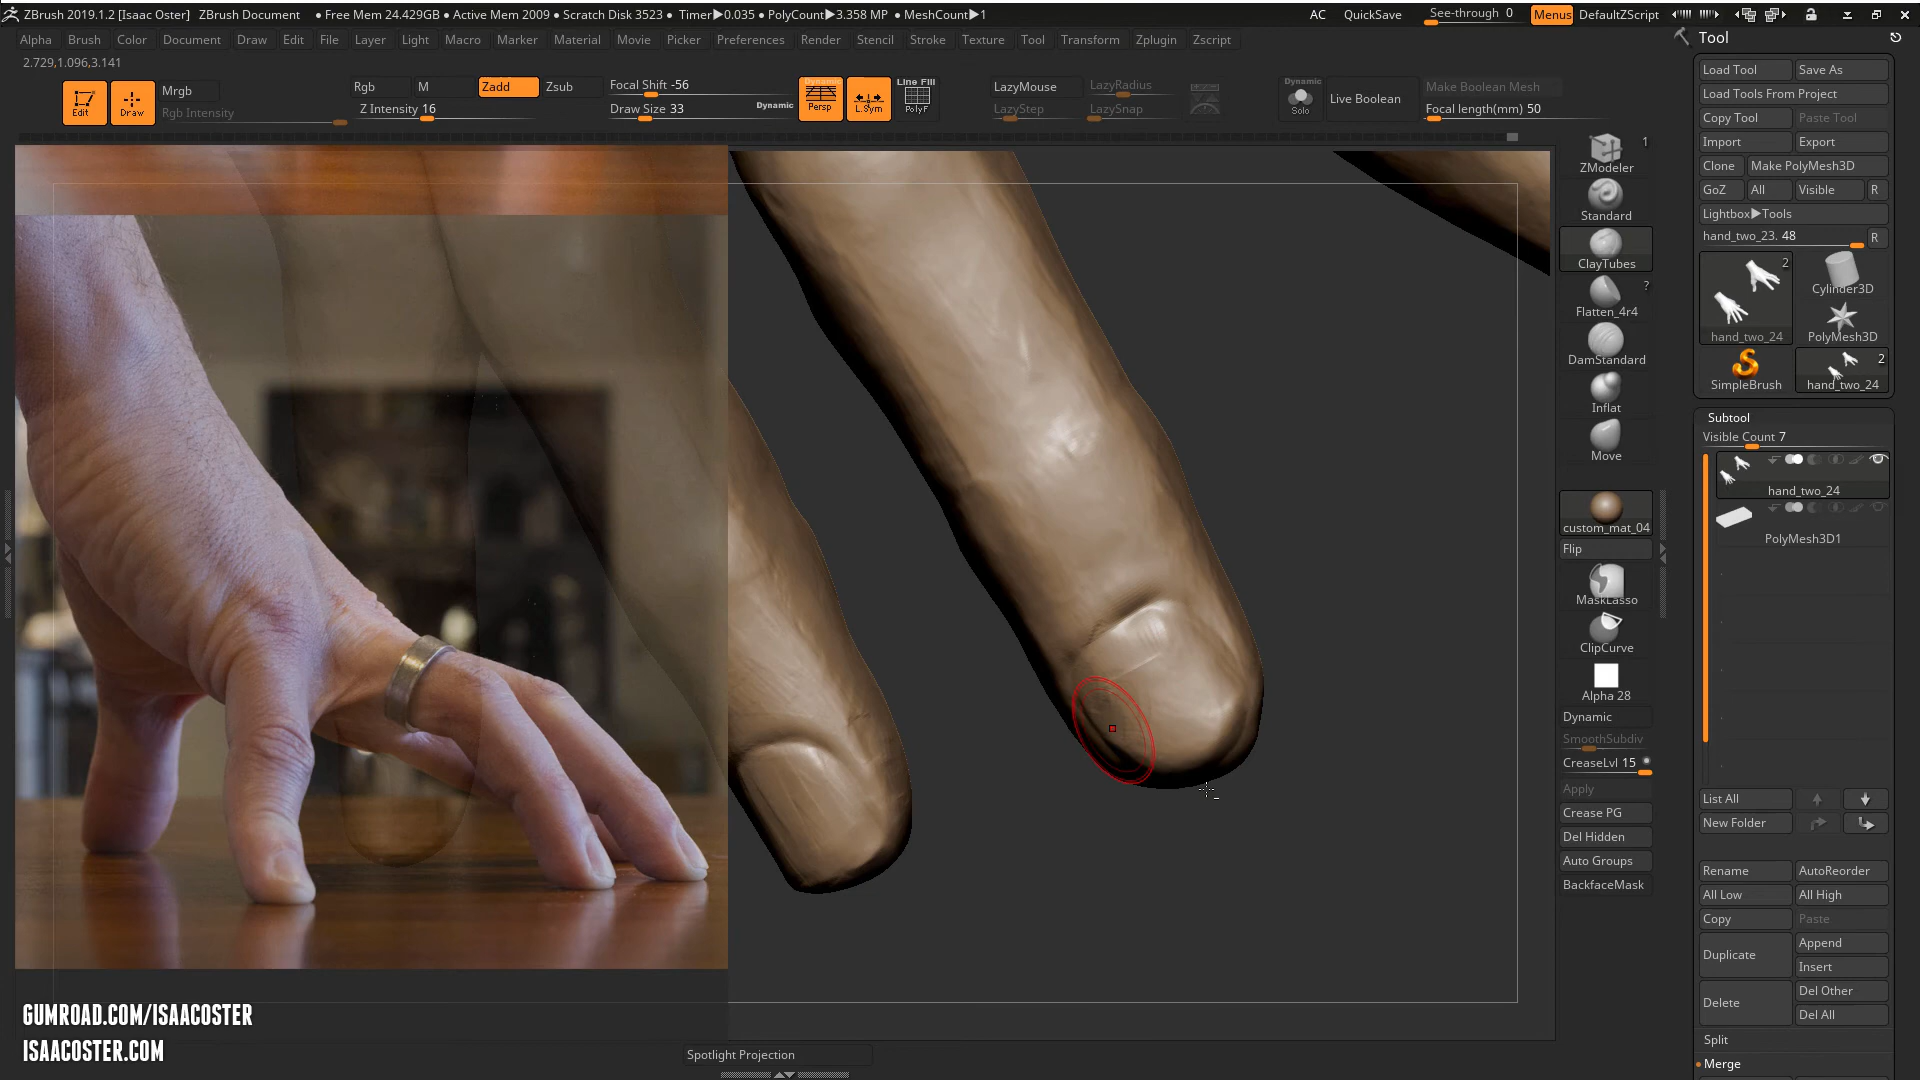 ZBrush 2019.1.2 [Isaac Oster] ZBrush Document • Free Mem 24.429GB • Active Mem 2009 • Scratch Disk 3523 • Timer▶0.035 • PolyCount▶3.358 MP • MeshCount▶1 AC QuickSave See-through 0 Menus DefaultZScript
Alpha Brush Color Document Draw Edit File Layer Light Macro Marker Material Movie Picker Preferences Render Stencil Stroke Texture Tool Transform Zplugin Zscript
2.729,1.096,3.141
Edit
Draw
Mrgb
Rgb Intensity
Rgb M Zadd Zsub
Z Intensity 16
Focal Shift -56
Draw Size 33
Dynamic
Dynamic
Persp
L.Sym
Line Fill
PolyF
LazyMouse LazyRadius
LazyStep LazySnap
Dynamic
Solo
Live Boolean
Make Boolean Mesh
Focal length(mm) 50
1
ZModeler
Standard
ClayTubes
?
Flatten_4r4
DamStandard
Inflat
Move
custom_mat_04
Flip
MaskLasso
ClipCurve
Alpha 28
Dynamic
SmoothSubdiv
CreaseLvl 15
Apply
Crease PG
Del Hidden
Auto Groups
BackfaceMask
Tool
Load Tool Save As
Load Tools From Project
Copy Tool Paste Tool
Import Export
Clone Make PolyMesh3D
GoZ All Visible R
Lightbox▶Tools
hand_two_23. 48 R
2
hand_two_24
Cylinder3D
PolyMesh3D
SimpleBrush
2
hand_two_24
Subtool
Visible Count 7
hand_two_24
PolyMesh3D1
List All
New Folder
Rename AutoReorder
All Low All High
Copy Paste
Duplicate Append
Insert
Delete Del Other
Del All
Split
Merge
GUMROAD.COM/ISAACOSTER
ISAACOSTER.COM
Spotlight Projection